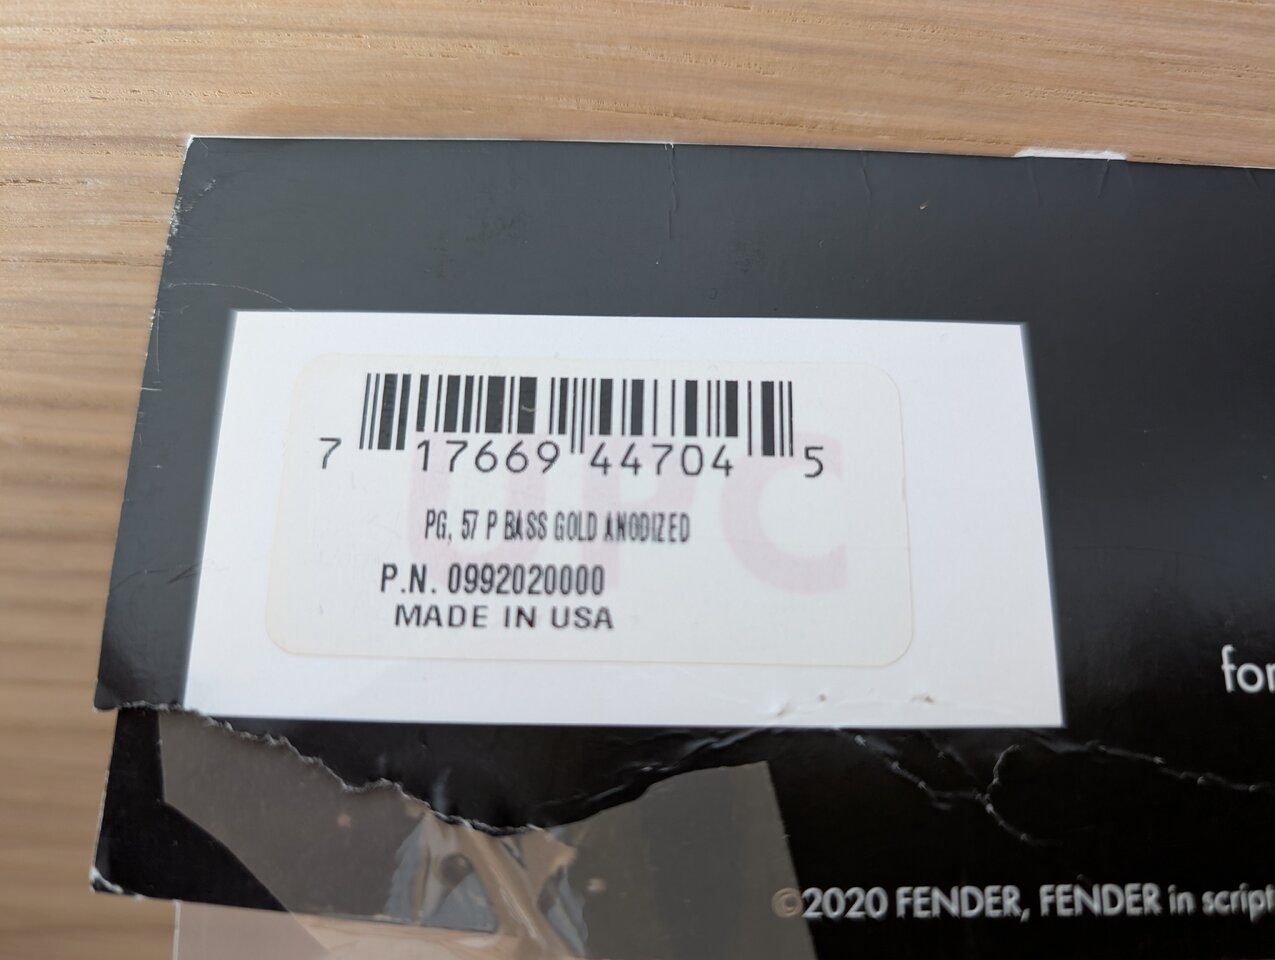 UPC
7 17669 44704 5
PG, 57 P BASS GOLD ANODIZED
P.N. 0992020000
MADE IN USA
for
©2020 FENDER, FENDER in script